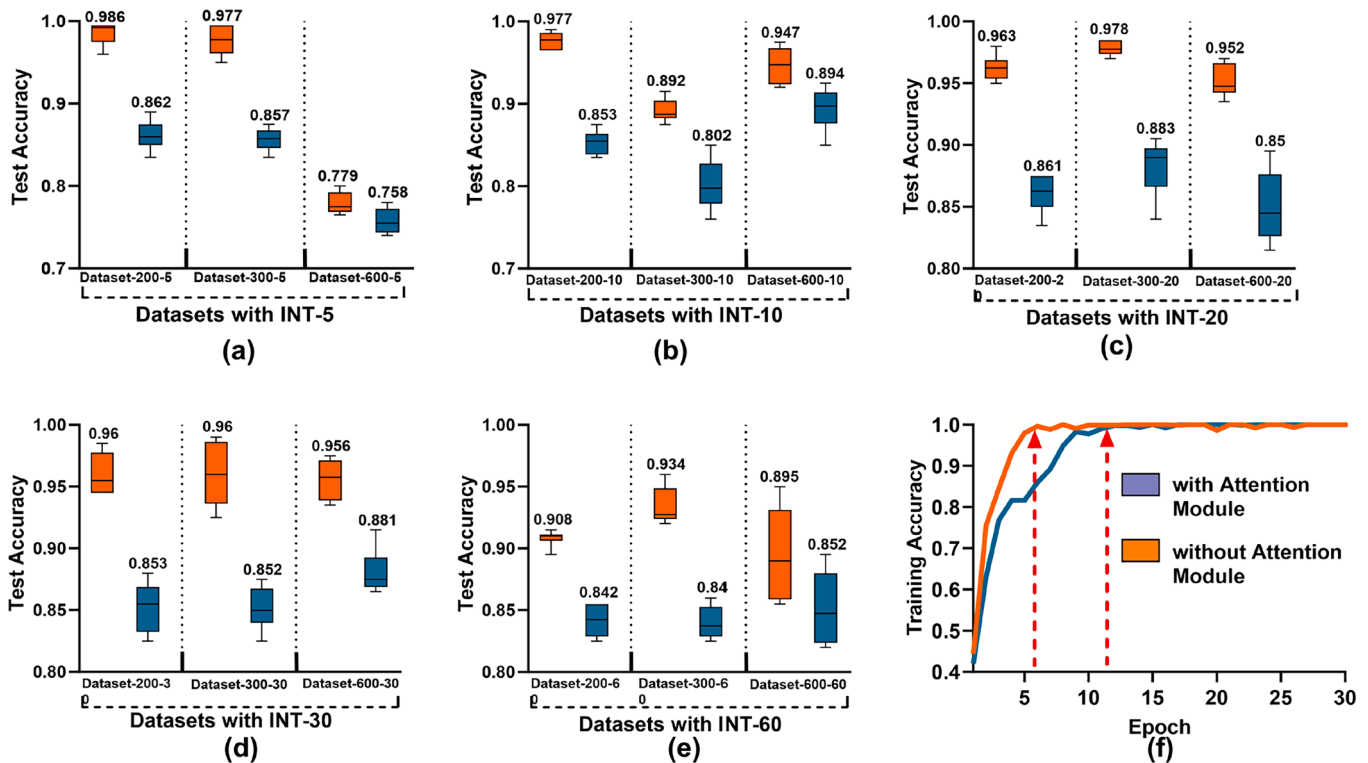 Test Accuracy
1.0
0.9
0.8
0.7
0.986
0.862
0.977
0.857
0.779
0.758
Dataset-200-5
Dataset-300-5
Dataset-600-5
Datasets with INT-5
(a)
Test Accuracy
1.0
0.9
0.8
0.7
0.977
0.853
0.892
0.802
0.947
0.894
Dataset-200-10
Dataset-300-10
Dataset-600-10
Datasets with INT-10
(b)
Test Accuracy
1.00
0.95
0.90
0.85
0.80
0.963
0.861
0.978
0.883
0.952
0.85
Dataset-200-2
0
Dataset-300-20
Dataset-600-20
Datasets with INT-20
(c)
Test Accuracy
1.00
0.95
0.90
0.85
0.80
0.96
0.853
0.96
0.852
0.956
0.881
Dataset-200-3
0
Dataset-300-30
Dataset-600-30
Datasets with INT-30
(d)
Test Accuracy
1.00
0.95
0.90
0.85
0.80
0.908
0.842
0.934
0.84
0.895
0.852
Dataset-200-6
0
Dataset-300-6
0
Dataset-600-60
Datasets with INT-60
(e)
Training Accuracy
1.0
0.9
0.8
0.7
0.6
0.5
0.4
with Attention
Module
without Attention
Module
5 10 15 20 25 30
Epoch
(f)